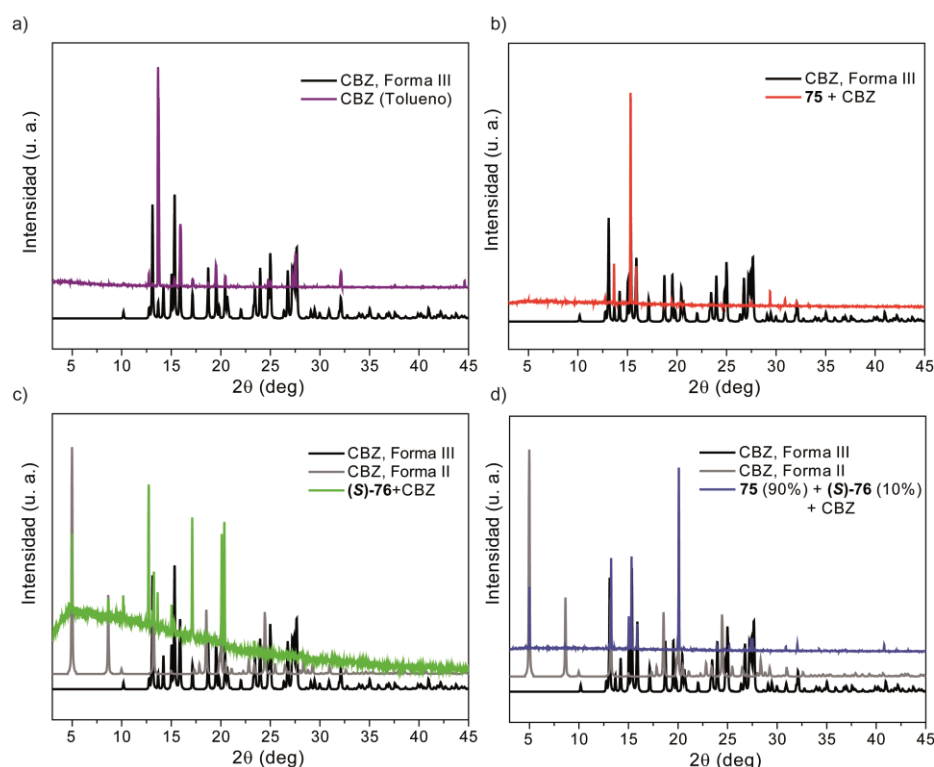 a)
CBZ, Forma III
CBZ (Tolueno)
Intensidad (u. a.)
5 10 15 20 25 30 35 40 45
2θ (deg)
b)
CBZ, Forma III
75 + CBZ
Intensidad (u. a.)
5 10 15 20 25 30 35 40 45
2θ (deg)
c)
CBZ, Forma III
CBZ, Forma II
(S)-76+CBZ
Intensidad (u. a.)
5 10 15 20 25 30 35 40 45
2θ (deg)
d)
CBZ, Forma III
CBZ, Forma II
75 (90%) + (S)-76 (10%)
+ CBZ
Intensidad (u. a.)
5 10 15 20 25 30 35 40 45
2θ (deg)